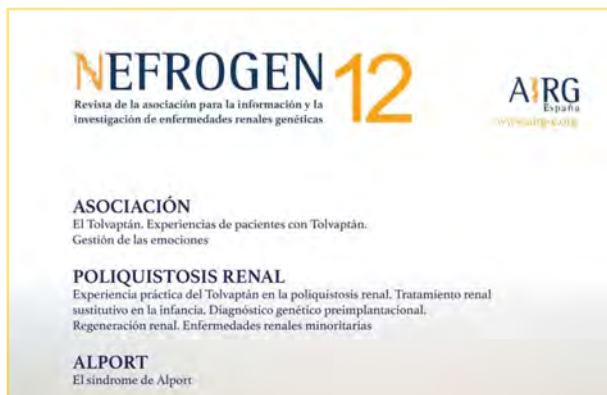 NEFROGEN 12
Revista de la asociación para la información y la
investigación de enfermedades renales genéticas
AIRG
España
www.airg-e.org
ASOCIACIÓN
El Tolvaptán. Experiencias de pacientes con Tolvaptán.
Gestión de las emociones
POLIQUISTOSIS RENAL
Experiencia práctica del Tolvaptán en la poliquistosis renal. Tratamiento renal
sustitutivo en la infancia. Diagnóstico genético preimplantacional.
Regeneración renal. Enfermedades renales minoritarias
ALPORT
El síndrome de Alport